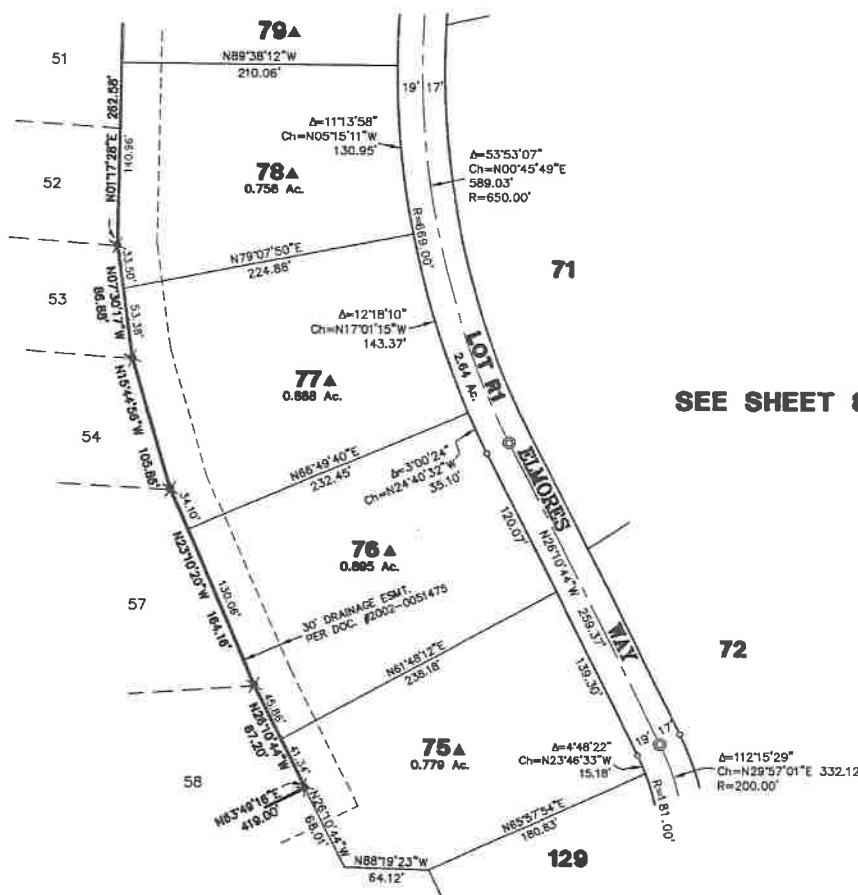 79▲
51
N89°38'12"W
210.06'
19' 17'
N01°17'28"E 262.58'
140.96'
Δ=11°13'58"
Ch=N05°15'11"W
130.95'
Δ=53°53'07"
Ch=N00°45'49"E
589.03'
R=650.00'
52
78▲
0.758 Ac.
R=669.00'
N79°07'50"E
224.88'
71
33.50'
53
N07°30'17"W
86.88'
53.38'
Δ=12°18'10"
Ch=N17°01'15"W
143.37'
LOT R1
2.64 Ac.
77▲
0.888 Ac.
SEE SHEET 8
N15°44'56"W 105.85'
54
N66°49'40"E
232.45'
Δ=3°00'24"
Ch=N24°40'32"W
35.10'
34.10'
ELMORES
120.07'
N26°10'44"W
259.37'
76▲
0.895 Ac.
N23°10'20"W 164.16'
130.06'
57
30' DRAINAGE ESMT.
PER DOC. #2002-0051475
WAY
72
N61°48'12"E
238.18'
139.30'
45.86'
N26°10'44"W
87.20'
41.34'
75▲
0.779 Ac.
19' 17'
58
Δ=4°48'22"
Ch=N23°46'33"W
15.18'
Δ=112°15'29"
Ch=N29°57'01"E 332.12
R=200.00'
N63°49'16"E
419.00'
N26°10'44"W
68.01'
R=181.00'
N65°57'54"E
180.83'
N88°19'23"W
64.12'
129